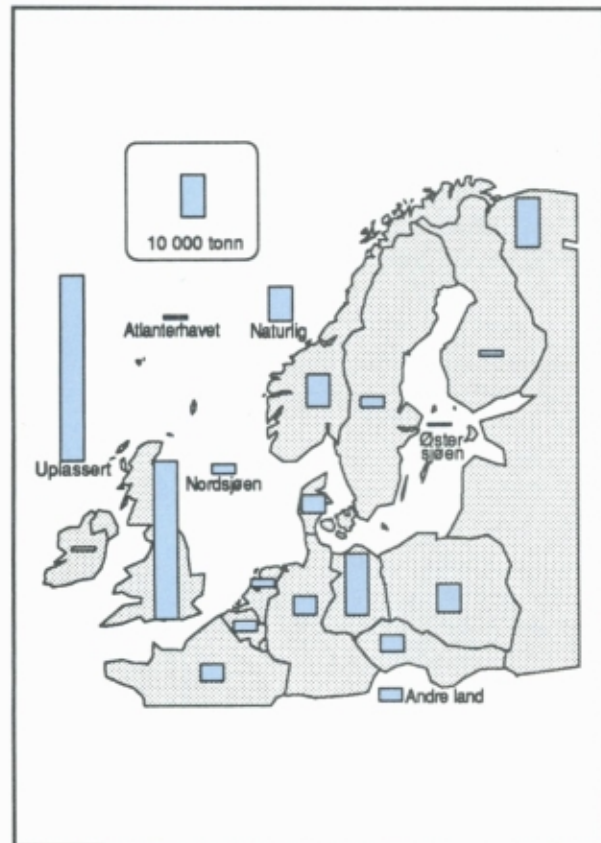 10 000 tonn
Atlanterhavet
Naturlig
Uplassert
Nordsjøen
Øster
sjøen
Andre land